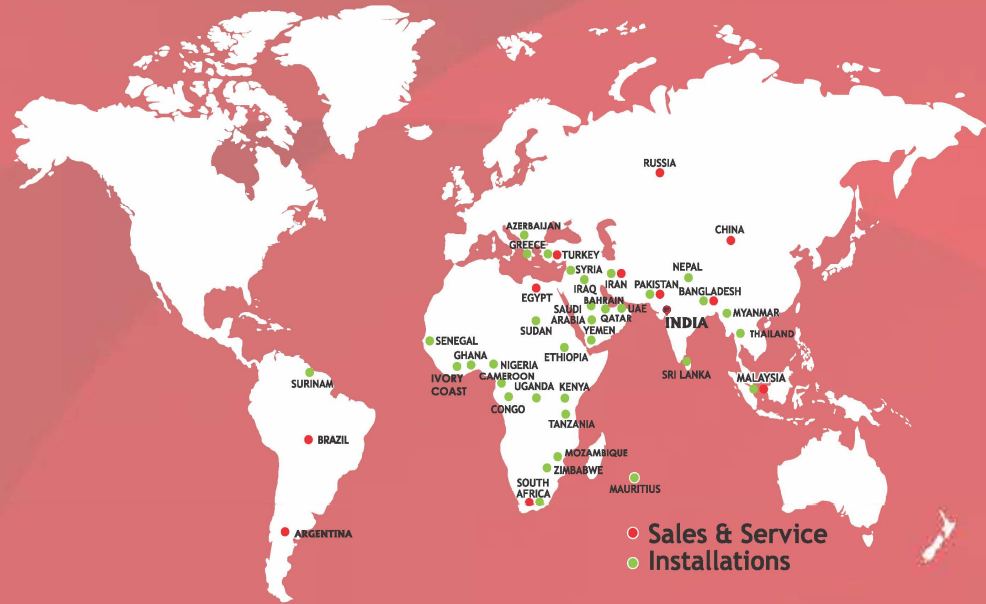 RUSSIA
AZERBAIJAN
CHINA
GREECE
TURKEY
SYRIA
NEPAL
IRAN
PAKISTAN
IRAQ
BANGLADESH
EGYPT
BAHRAIN
SAUDI
ARABIA
QATAR
UAE
MYANMAR
INDIA
SUDAN
YEMEN
THAILAND
SENEGAL
ETHIOPIA
GHANA
NIGERIA
IVORY
COAST
CAMEROON
SRI LANKA
MALAYSIA
SURINAM
UGANDA
KENYA
CONGO
TANZANIA
BRAZIL
MOZAMBIQUE
ZIMBABWE
SOUTH
AFRICA
MAURITIUS
ARGENTINA
Sales & Service
Installations